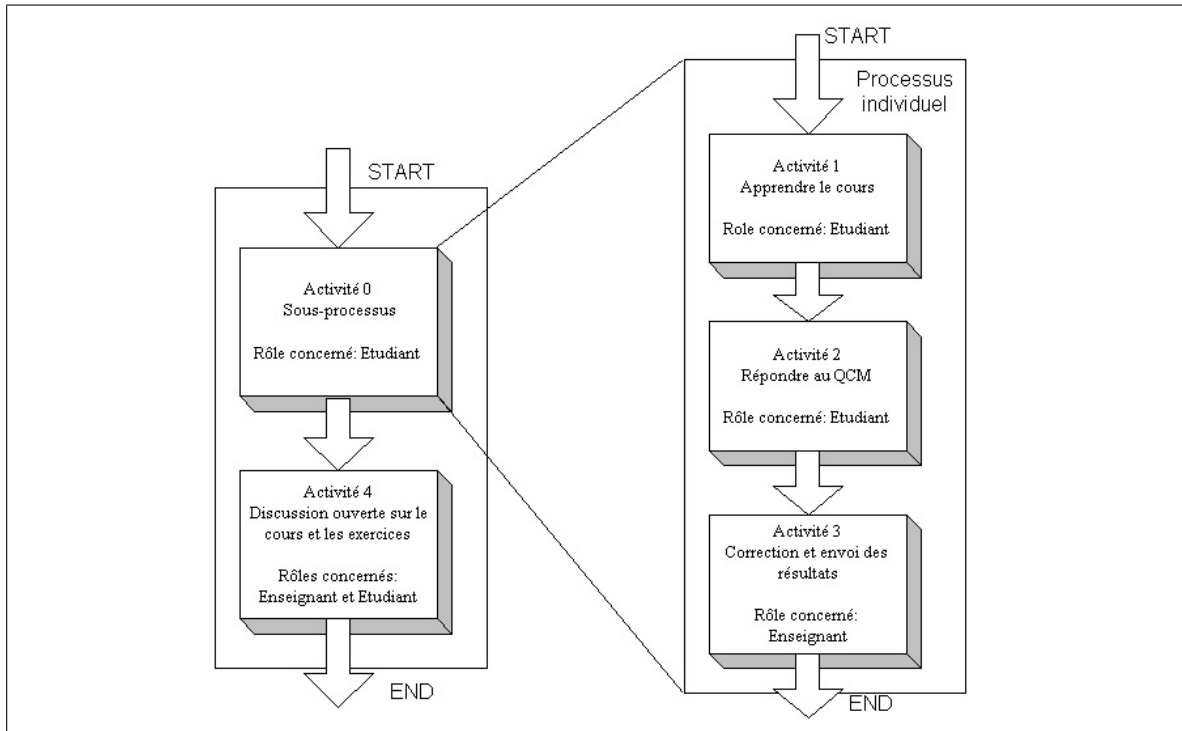 START
Activité 0
Sous-processus
Rôle concerné: Etudiant
Activité 4
Discussion ouverte sur le
cours et les exercices
Rôles concernés:
Enseignant et Etudiant
END
START
Processus
individuel
Activité 1
Apprendre le cours
Role concerné: Etudiant
Activité 2
Répondre au QCM
Rôle concerné: Etudiant
Activité 3
Correction et envoi des
résultats
Rôle concerné:
Enseignant
END